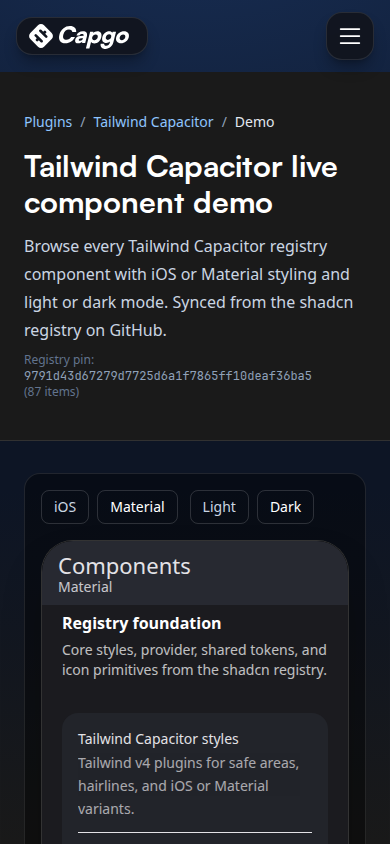 Capgo
Plugins / Tailwind Capacitor / Demo
Tailwind Capacitor live
component demo
Browse every Tailwind Capacitor registry
component with iOS or Material styling and
light or dark mode. Synced from the shadcn
registry on GitHub.
Registry pin:
9791d43d67279d7725d6a1f7865ff10deaf36ba5
(87 items)
iOS Material Light Dark
Components
Material
Registry foundation
Core styles, provider, shared tokens, and
icon primitives from the shadcn registry.
Tailwind Capacitor styles
Tailwind v4 plugins for safe areas,
hairlines, and iOS or Material
variants.